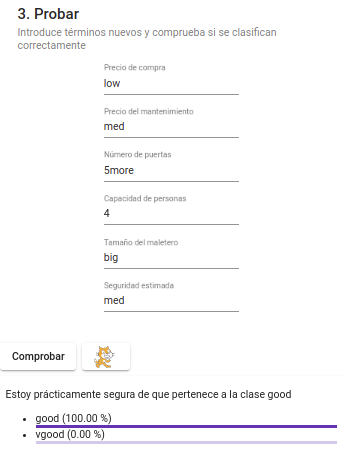 3. Probar
Introduce términos nuevos y comprueba si se clasifican
correctamente
Precio de compra
low
Precio del mantenimiento
med
Número de puertas
5more
Capacidad de personas
4
Tamaño del maletero
big
Seguridad estimada
med
Comprobar
Estoy prácticamente segura de que pertenece a la clase good
• good (100.00 %)
• vgood (0.00 %)